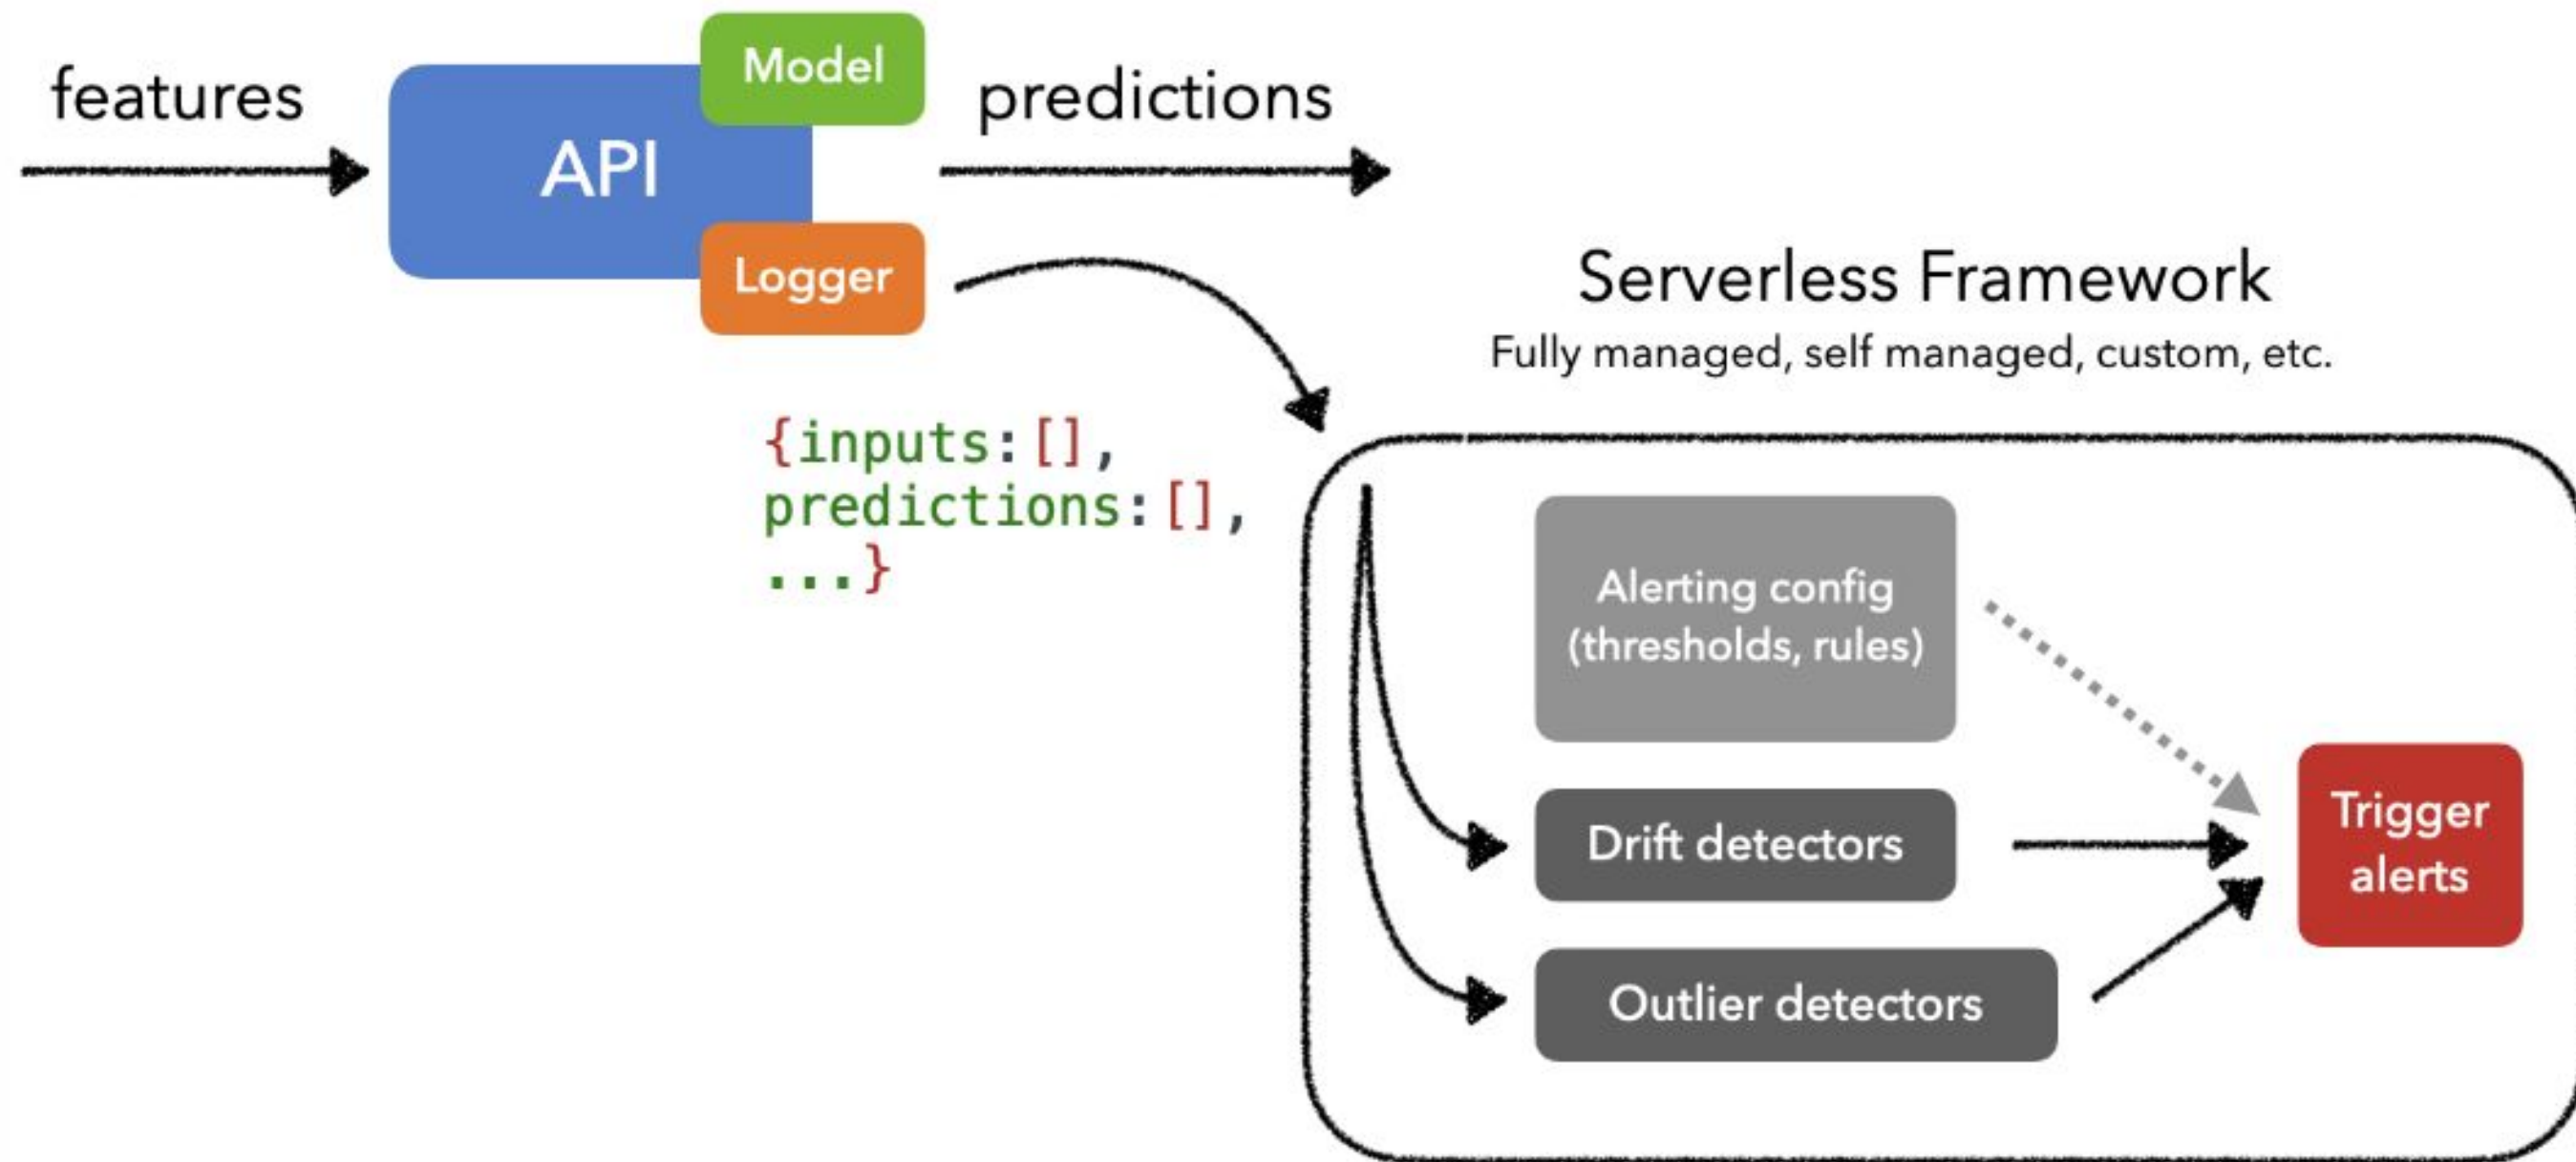 features
API
Model
Logger
predictions
{inputs:[],
predictions:[],
...}
Serverless Framework
Fully managed, self managed, custom, etc.
Alerting config
(thresholds, rules)
Drift detectors
Outlier detectors
Trigger
alerts